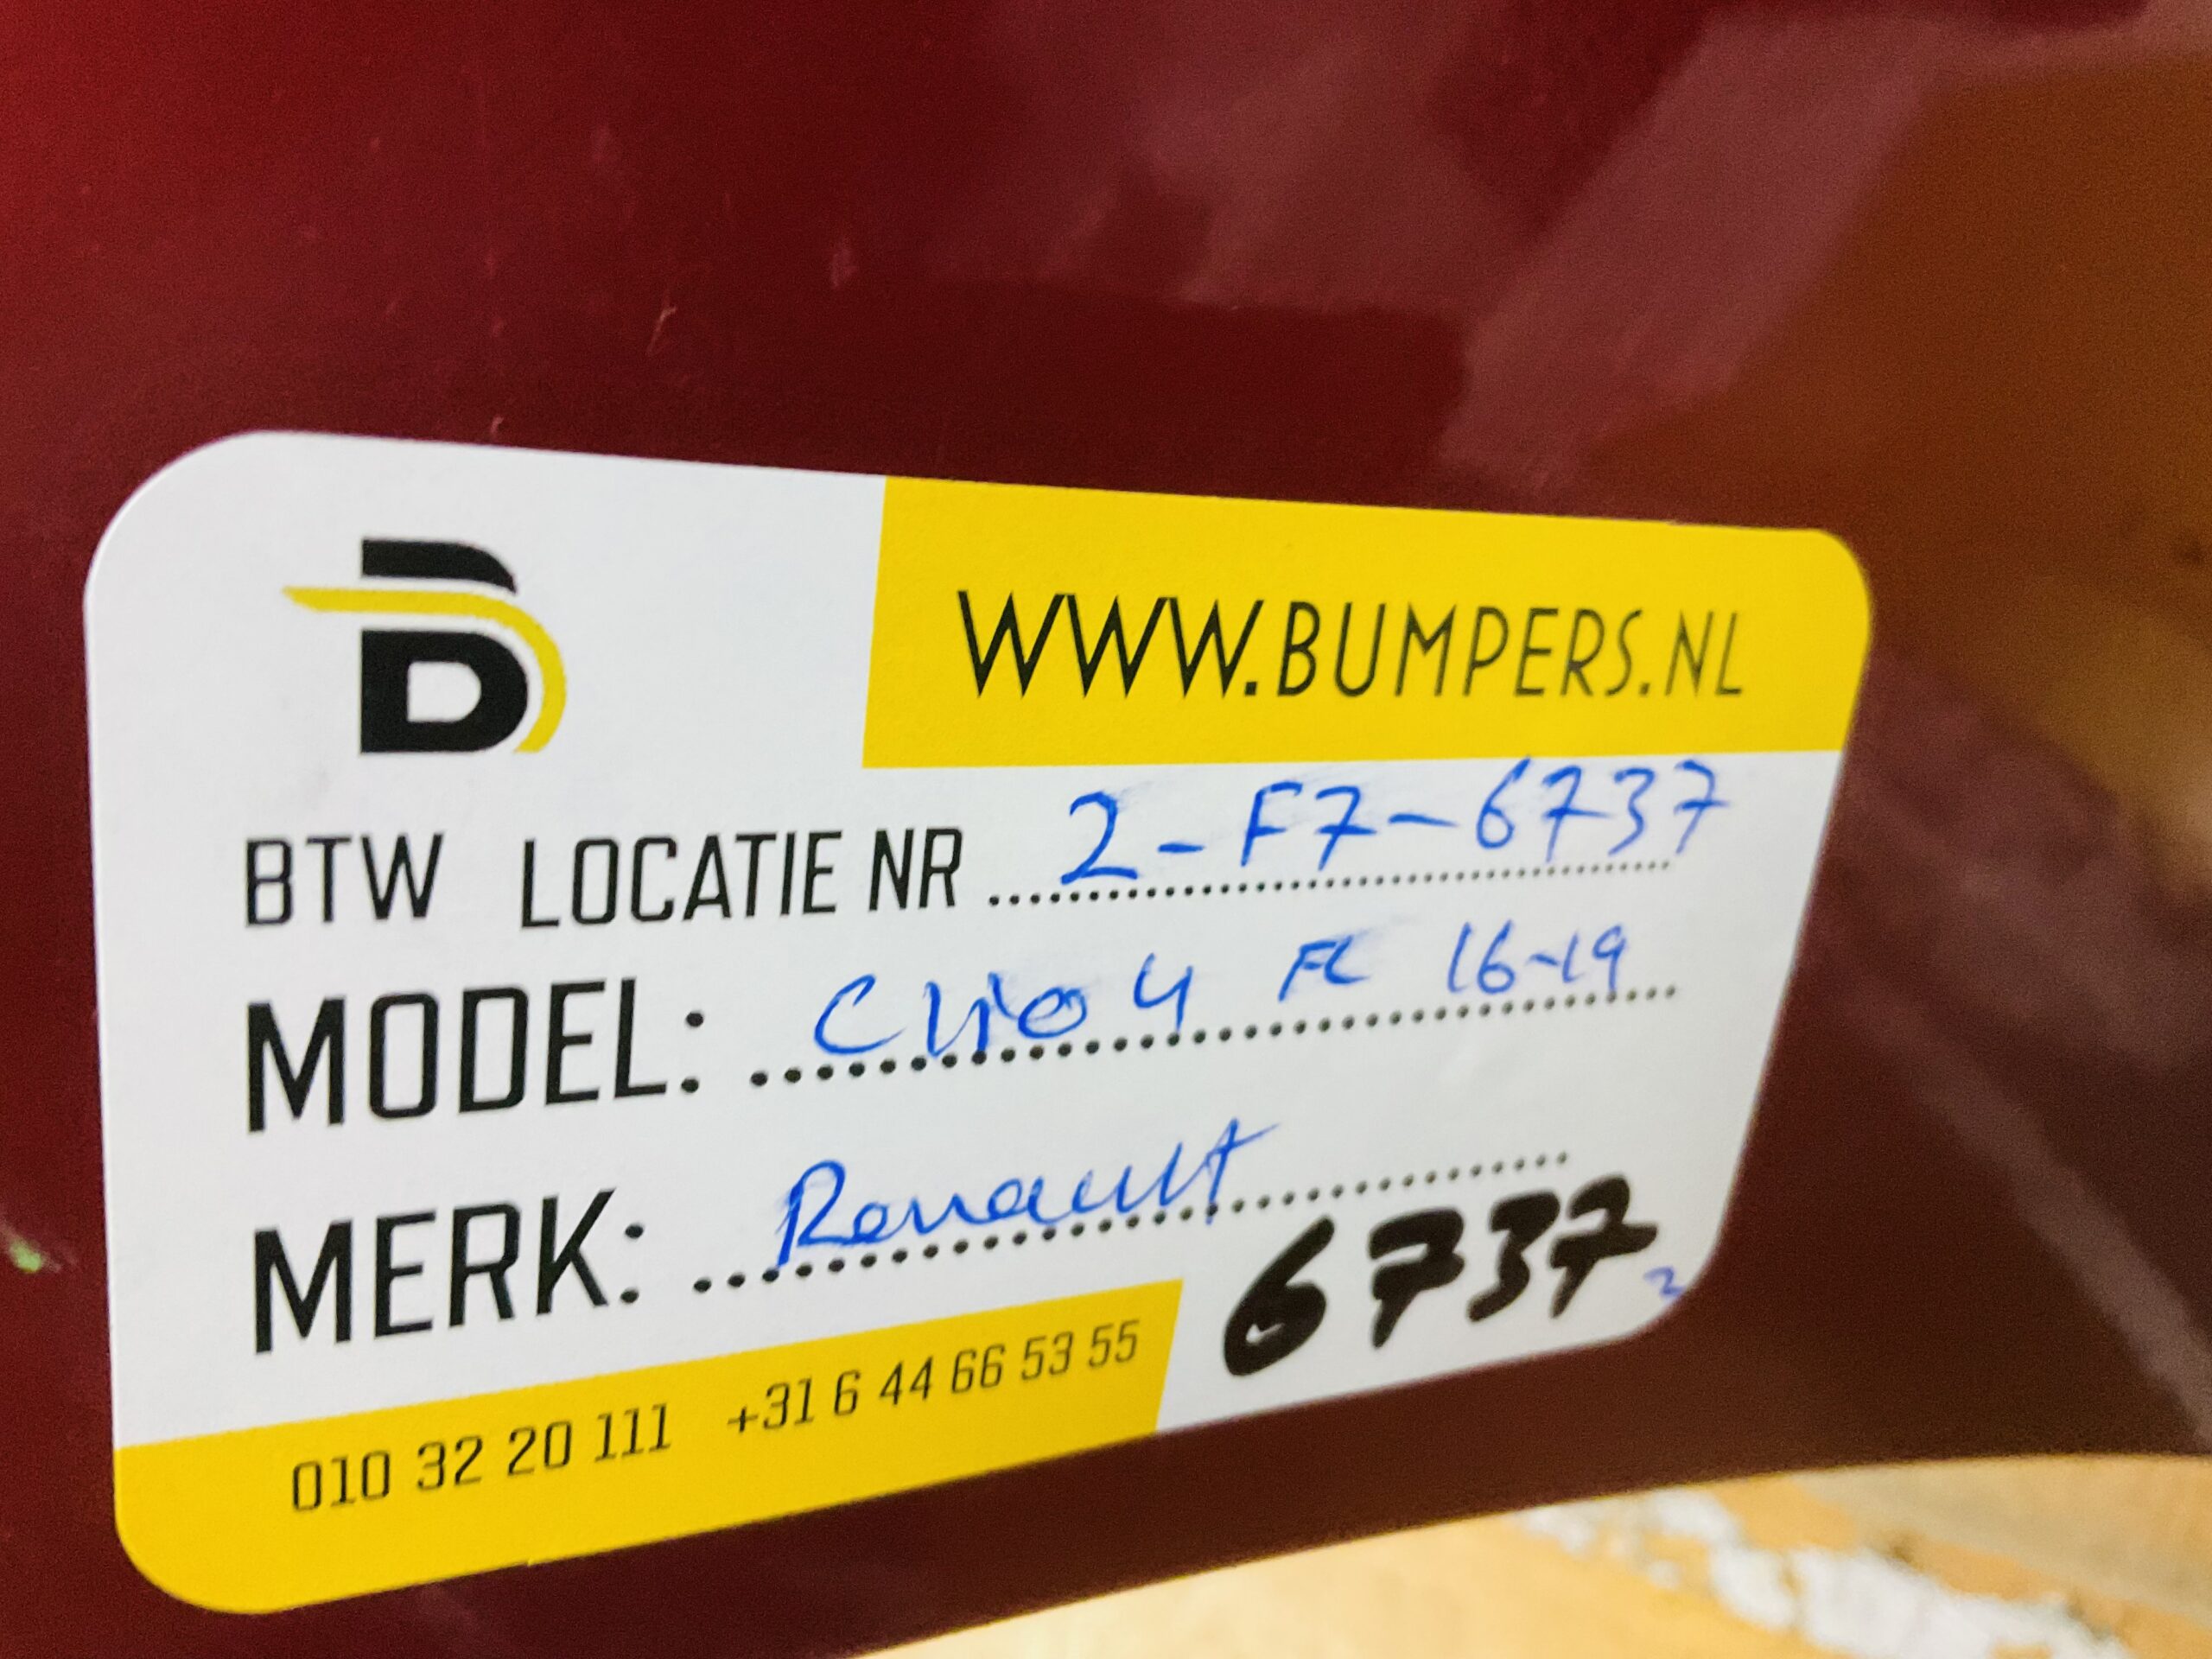 B
WWW.BUMPERS.NL
BTW LOCATIE NR 2-F7-6737
MODEL: Clio 4 FL 16-19
MERK: Renault
6737 2
010 32 20 111 +31 6 44 66 53 55